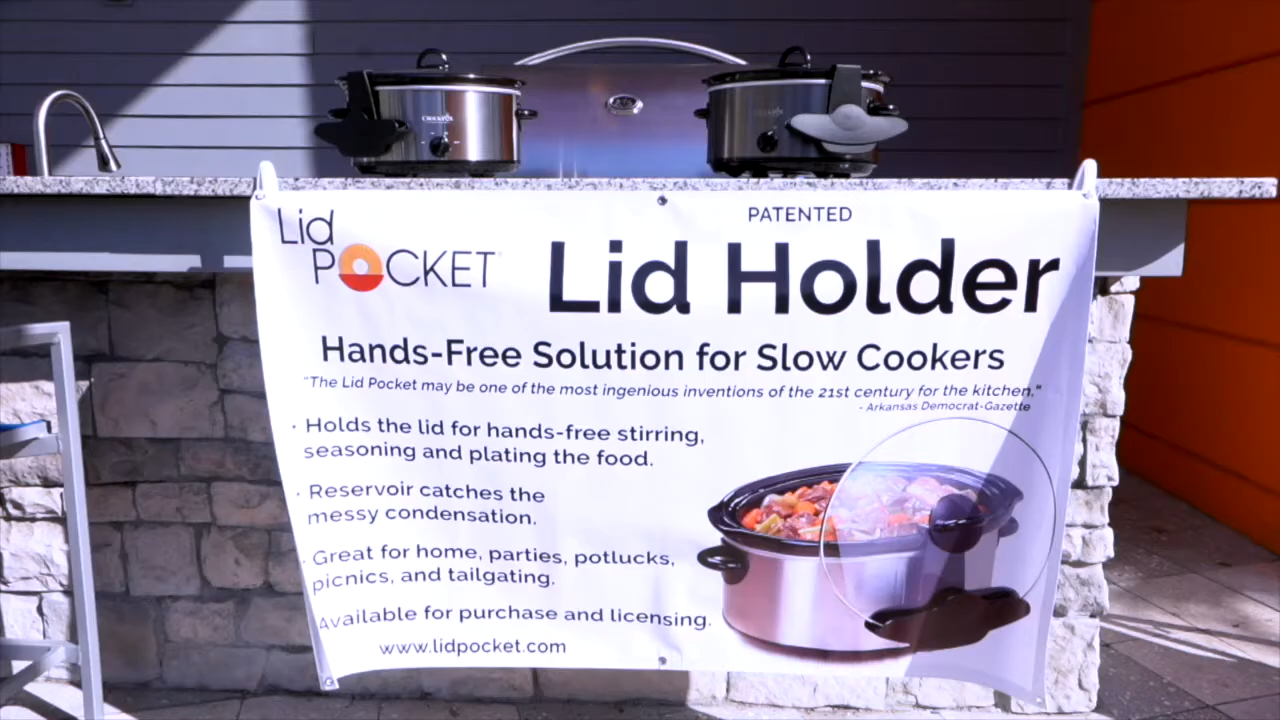 CROCKPOT
Lid
POCKET
PATENTED
Lid Holder
Hands-Free Solution for Slow Cookers
"The Lid Pocket may be one of the most ingenious inventions of the 21st century for the kitchen."
- Arkansas Democrat-Gazette
· Holds the lid for hands-free stirring,
seasoning and plating the food.
· Reservoir catches the
messy condensation.
· Great for home, parties, potlucks,
picnics, and tailgating.
Available for purchase and licensing.
www.lidpocket.com